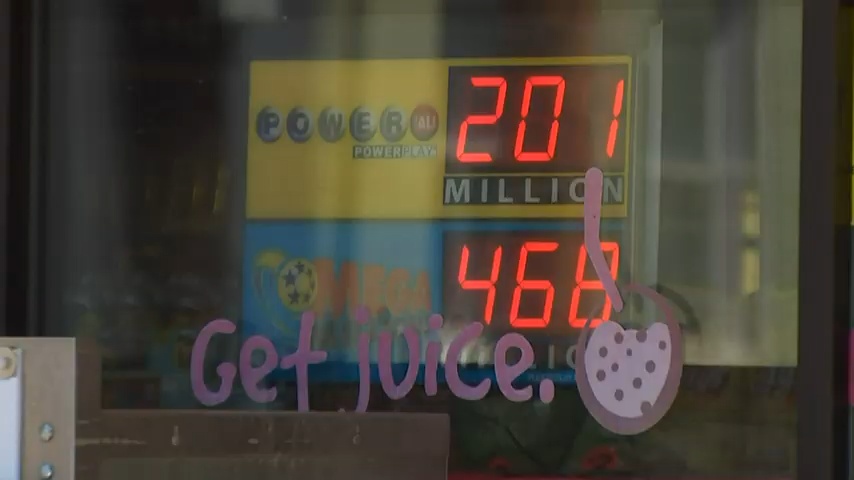 POWERBALL
201
POWERPLAY
MILLION
MEGA
468
Get juice.